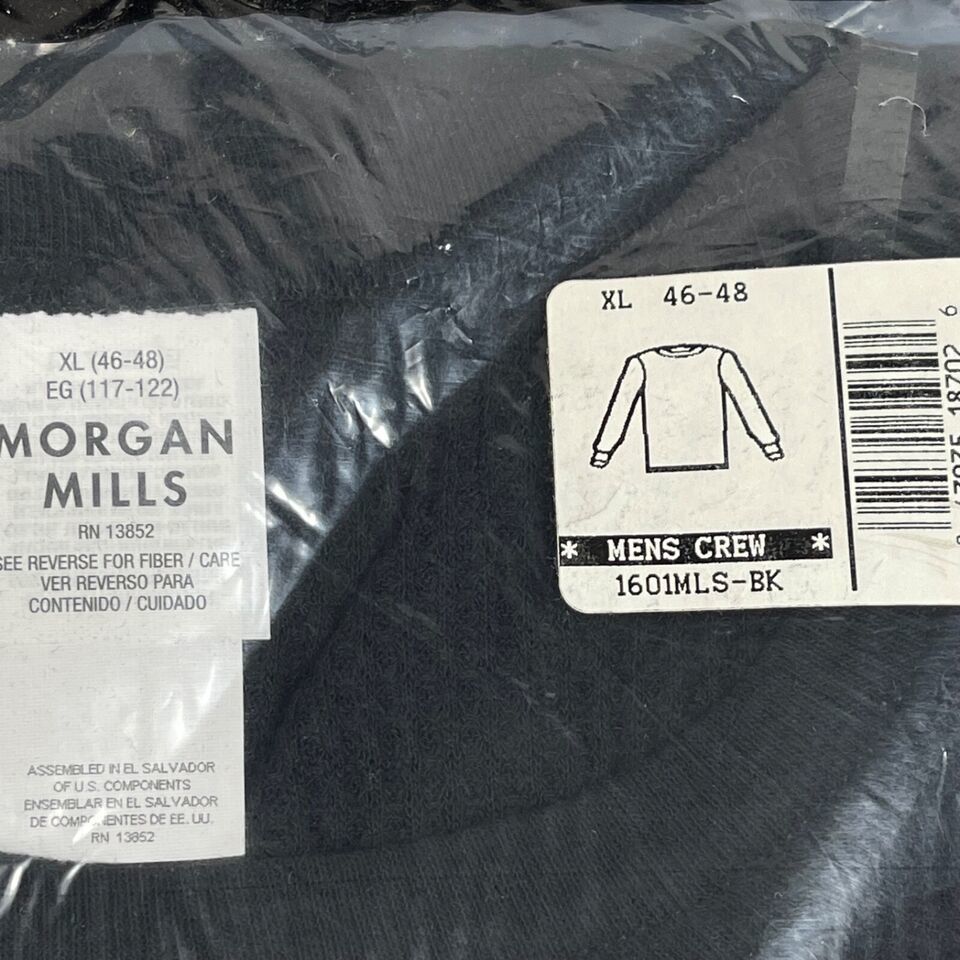 XL (46-48)
EG (117-122)
MORGAN
MILLS
RN 13852
SEE REVERSE FOR FIBER / CARE
VER REVERSO PARA
CONTENIDO / CUIDADO
ASSEMBLED IN EL SALVADOR
OF U.S. COMPONENTS
ENSEMBLAR EN EL SALVADOR
DE COMPONENTES DE EE. UU.
RN 13852
XL 46-48
* MENS CREW *
1601MLS-BK
18702 6